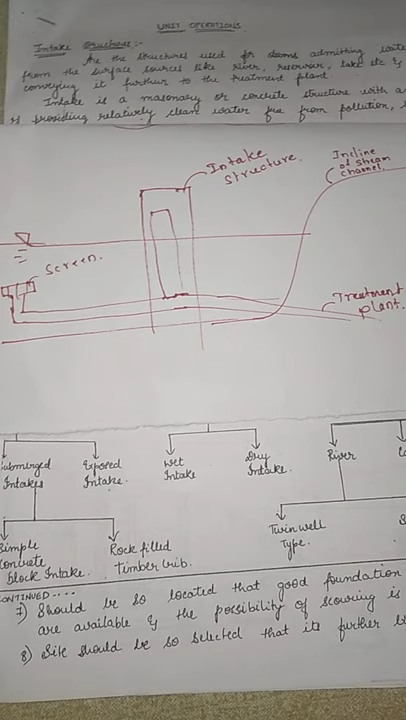 UNIT OPERATIONS
Intake Structures:-
Are the structures used for admitting
from the surface sources like River, reservoir, lake etc &
conveying it further to the treatment plant.
Intake is a masonary or concrete structure with a
of providing relatively clean water free from pollution,
Intake
Structure.
Incline
of stream
channel.
Screen.
Treatment
plant.
Submerged
Intakes
Exposed
Intake.
Wet
Intake
Dry
Intake.
River
Simple
Concrete
block Intake.
Rock filled
Timber Crib.
Twin well
Type.
CONTINUED....
7) Should be so located that good foundation
are available & the possibility of scouring is
8) Site should be so selected that its further